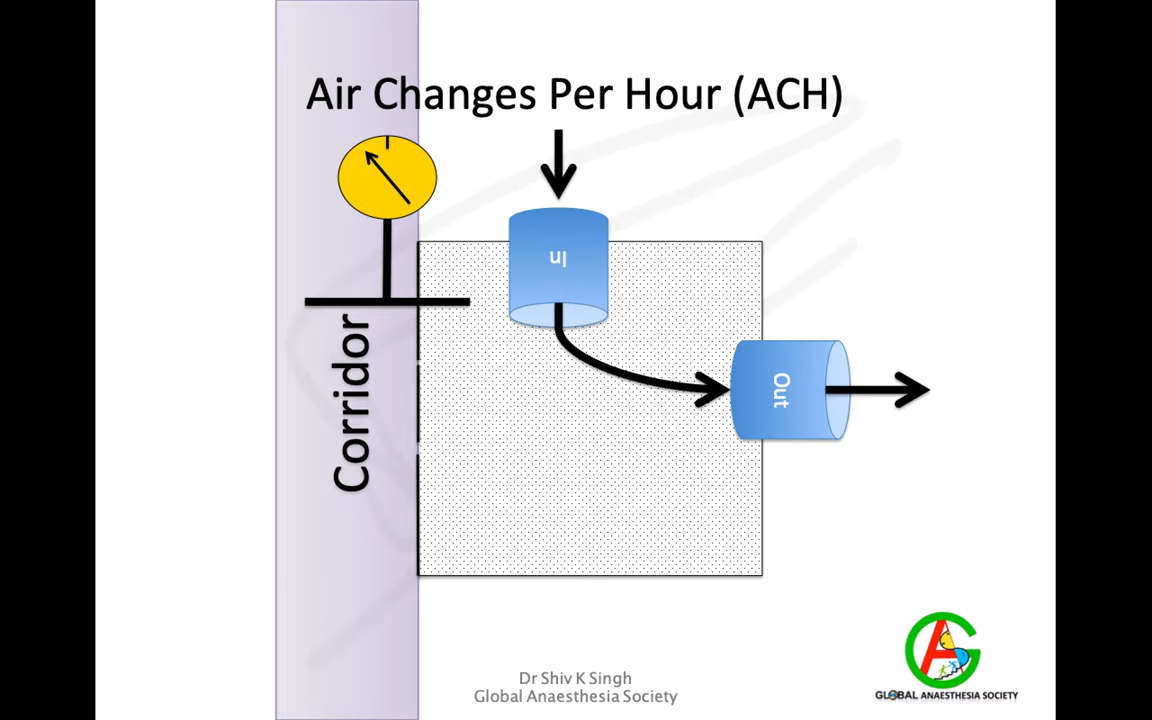 Air Changes Per Hour (ACH)
In
Out
Corridor
Dr Shiv K Singh
Global Anaesthesia Society
GLOBAL ANAESTHESIA SOCIETY